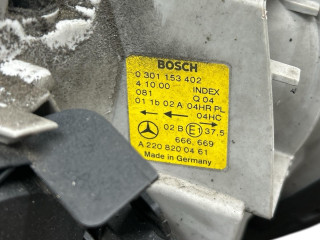 BOSCH
0 301 153 402
4 10.00 INDEX
081 Q 04
01 1b 02 A 04HR PL
04HC
02 B E1 37.5
666, 669
A 220 820 04 61
Made in Germany